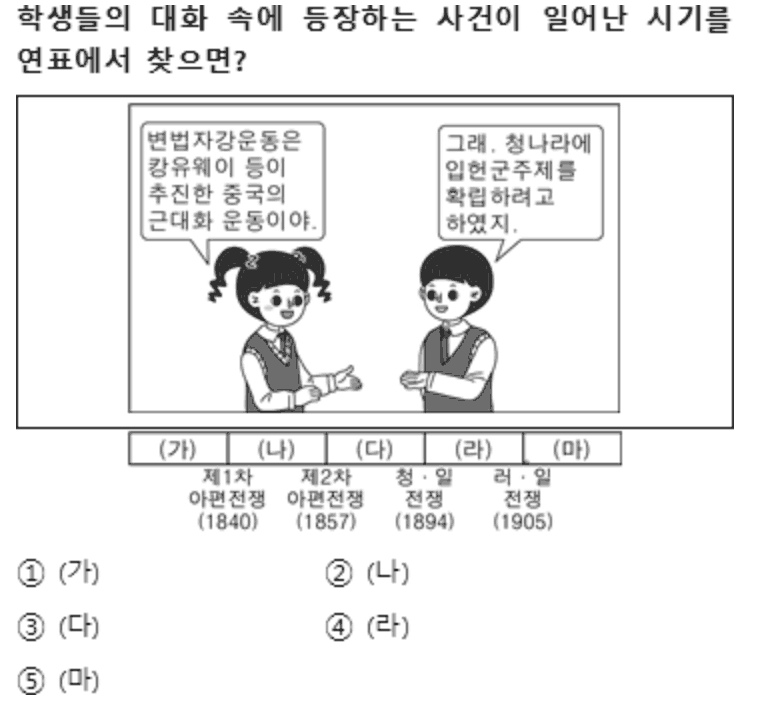 학생들의 대화 속에 등장하는 사건이 일어난 시기를
연표에서 찾으면?
변법자강운동은
캉유웨이 등이
추진한 중국의
근대화 운동이야.
그래. 청나라에
입헌군주제를
확립하려고
하였지.
(가) (나) (다) (라) (마)
제1차 제2차 청·일 러·일
아편전쟁 아편전쟁 전쟁 전쟁
(1840) (1857) (1894) (1905)
① (가) ② (나)
③ (다) ④ (라)
⑤ (마)